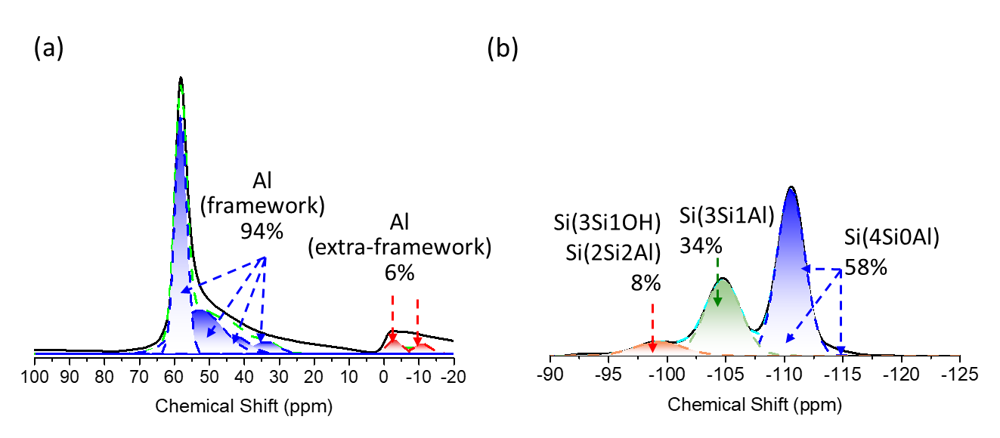 (a)
Al
(framework)
94%
Al
(extra-framework)
6%
100 90 80 70 60 50 40 30 20 10 0 -10 -20
Chemical Shift (ppm)
(b)
Si(3Si1OH)
Si(2Si2Al)
8%
Si(3Si1Al)
34%
Si(4Si0Al)
58%
-90 -95 -100 -105 -110 -115 -120 -125
Chemical Shift (ppm)